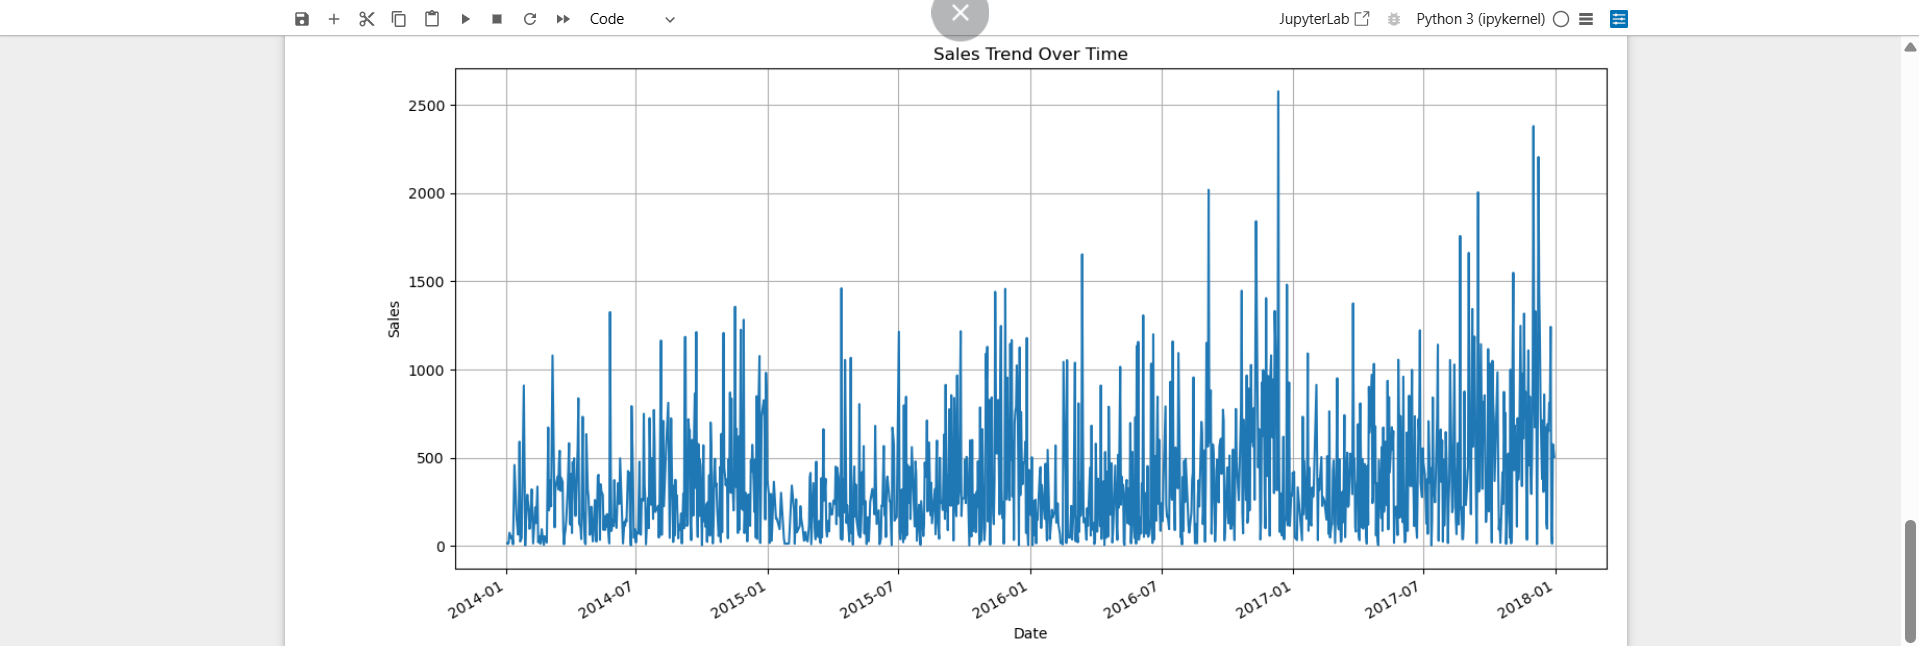 Code
JupyterLab
Python 3 (ipykernel)
Sales Trend Over Time
2500
2000
1500
1000
500
0
Sales
2014-01
2014-07
2015-01
2015-07
2016-01
2016-07
2017-01
2017-07
2018-01
Date